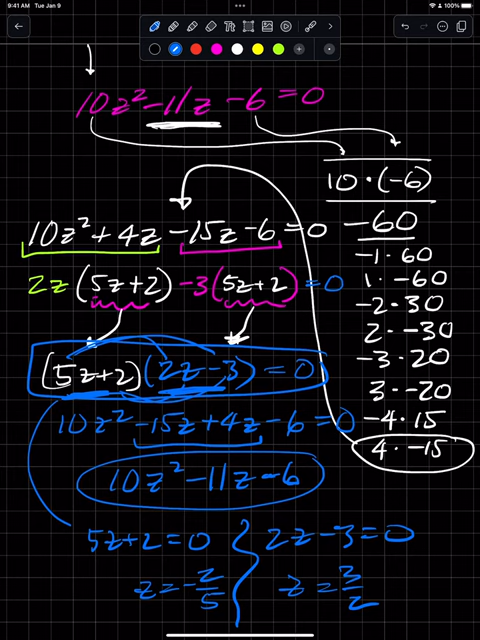 9:41 AM Tue Jan 9
100%
10z² -11z -6 = 0
10 · (-6)
-60
-1 · 60
1 · -60
-2 · 30
2 · -30
-3 · 20
3 · -20
-4 · 15
4 · -15
10z² + 4z -15z -6 = 0
2z (5z+2) -3 (5z+2) = 0
(5z+2)(2z-3) = 0
10z² -15z +4z -6 = 0
10z² -11z -6
5z+2 = 0
z = -2/5
2z -3 = 0
z = 3/2